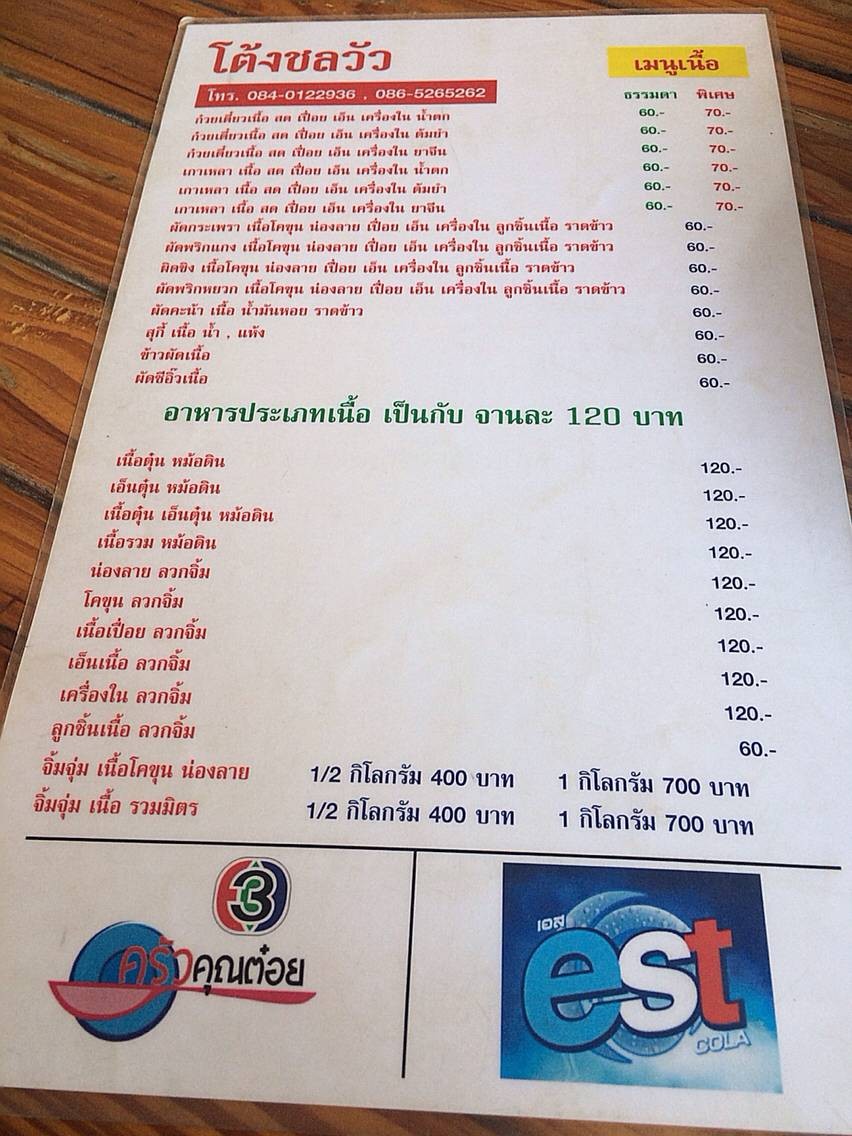 โต้งชลวัว
เมนูเนื้อ
โทร. 084-0122936 , 086-5265262
ธรรมดา พิเศษ
ก๋วยเตี๋ยวเนื้อ สด เปื่อย เอ็น เครื่องใน น้ำตก 60.- 70.-
ก๋วยเตี๋ยวเนื้อ สด เปื่อย เอ็น เครื่องใน ต้มยำ 60.- 70.-
ก๋วยเตี๋ยวเนื้อ สด เปื่อย เอ็น เครื่องใน ยาจีน 60.- 70.-
เกาเหลา เนื้อ สด เปื่อย เอ็น เครื่องใน น้ำตก 60.- 70.-
เกาเหลา เนื้อ สด เปื่อย เอ็น เครื่องใน ต้มยำ 60.- 70.-
เกาเหลา เนื้อ สด เปื่อย เอ็น เครื่องใน ยาจีน 60.- 70.-
ผัดกระเพรา เนื้อโคขุน น่องลาย เปื่อย เอ็น เครื่องใน ลูกชิ้นเนื้อ ราดข้าว 60.-
ผัดพริกแกง เนื้อโคขุน น่องลาย เปื่อย เอ็น เครื่องใน ลูกชิ้นเนื้อ ราดข้าว 60.-
ผิดขิง เนื้อโคขุน น่องลาย เปื่อย เอ็น เครื่องใน ลูกชิ้นเนื้อ ราดข้าว 60.-
ผัดพริกหยวก เนื้อโคขุน น่องลาย เปื่อย เอ็น เครื่องใน ลูกชิ้นเนื้อ ราดข้าว 60.-
ผัดคะน้า เนื้อ น้ำมันหอย ราดข้าว 60.-
สุกี้ เนื้อ น้ำ , แห้ง 60.-
ข้าวผัดเนื้อ 60.-
ผัดซีอิ๊วเนื้อ 60.-
อาหารประเภทเนื้อ เป็นกับ จานละ 120 บาท
เนื้อตุ๋น หม้อดิน 120.-
เอ็นตุ๋น หม้อดิน 120.-
เนื้อตุ๋น เอ็นตุ๋น หม้อดิน 120.-
เนื้อรวม หม้อดิน 120.-
น่องลาย ลวกจิ้ม 120.-
โคขุน ลวกจิ้ม 120.-
เนื้อเปื่อย ลวกจิ้ม 120.-
เอ็นเนื้อ ลวกจิ้ม 120.-
เครื่องใน ลวกจิ้ม 120.-
ลูกชิ้นเนื้อ ลวกจิ้ม 60.-
จิ้มจุ่ม เนื้อโคขุน น่องลาย 1/2 กิโลกรัม 400 บาท 1 กิโลกรัม 700 บาท
จิ้มจุ่ม เนื้อ รวมมิตร 1/2 กิโลกรัม 400 บาท 1 กิโลกรัม 700 บาท
3
ครัวคุณต๋อย
เอส
est
COLA